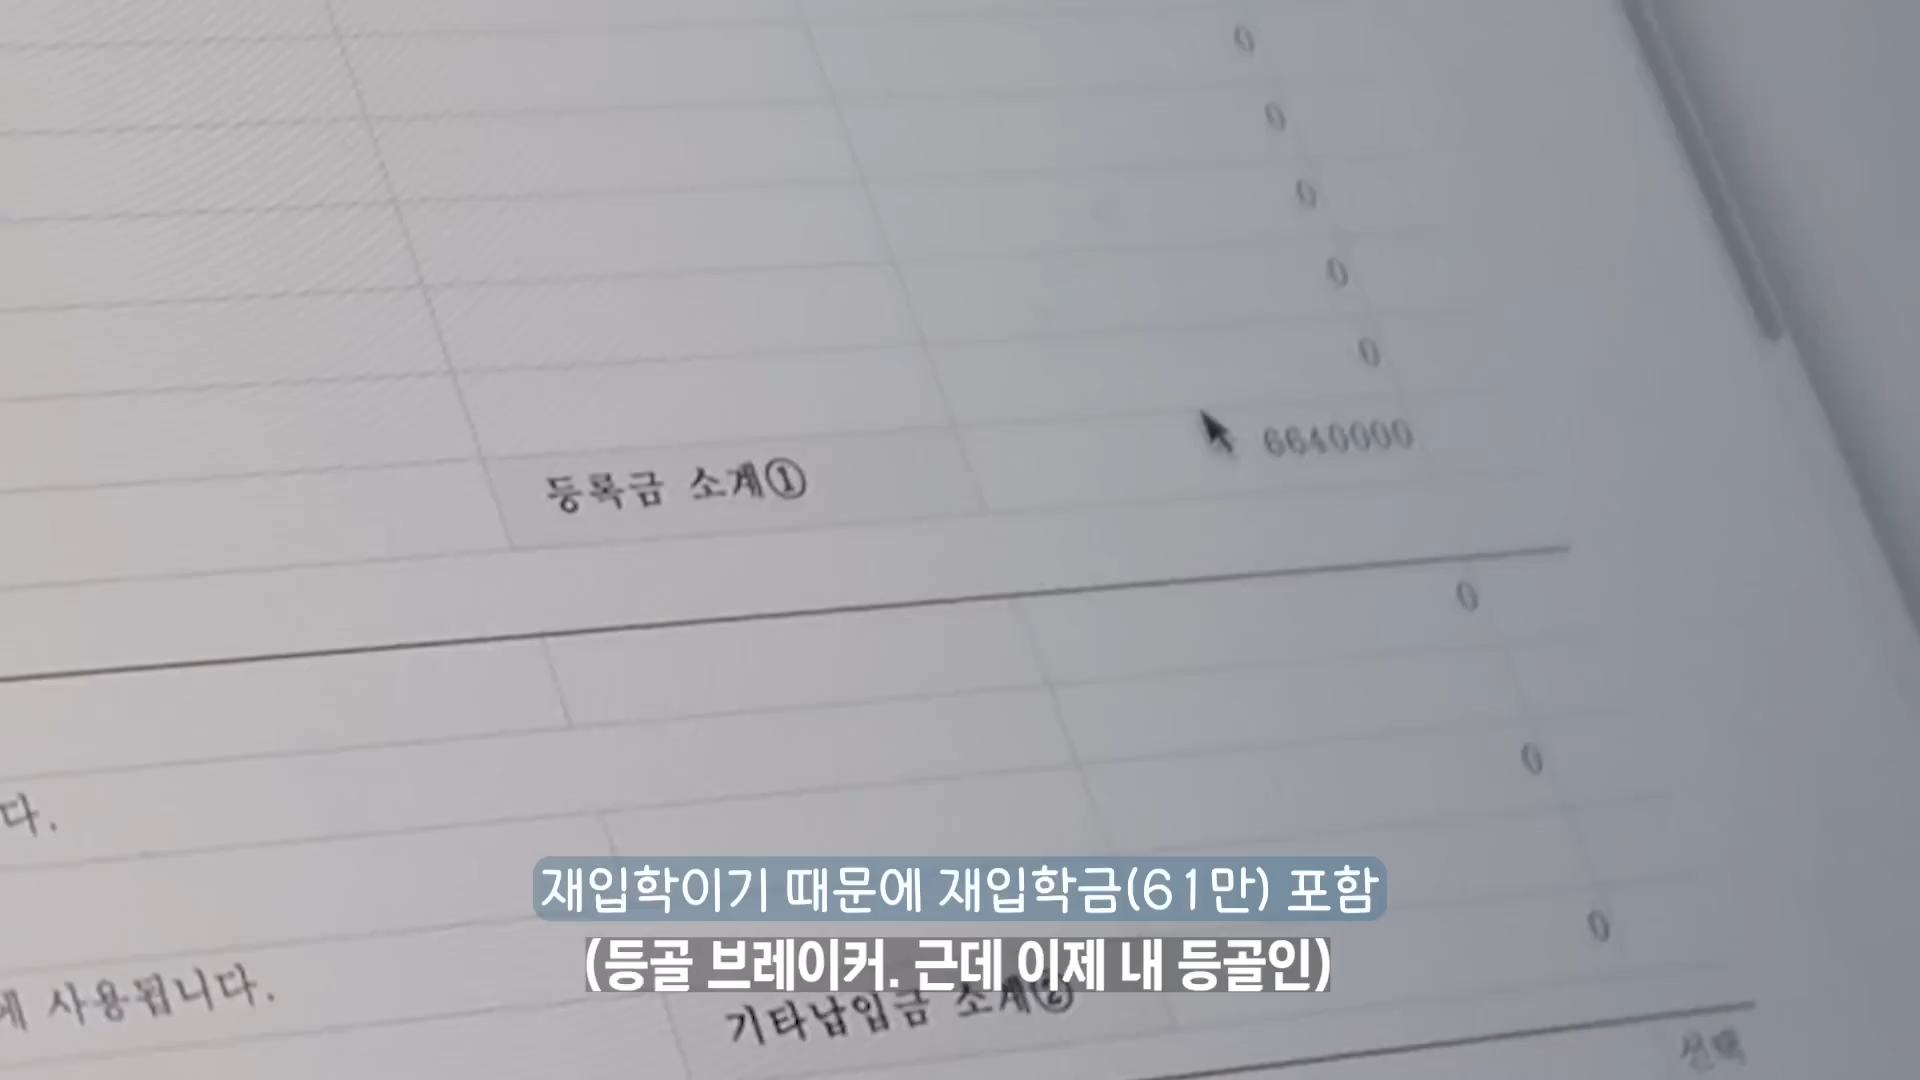 0
0
0
0
0
6640000
등록금 소계①
0
0
다.
재입학이기 때문에 재입학금(61만) 포함
0
(등골 브레이커. 근데 이제 내 등골인)
에 사용됩니다.
기타납입금 소계②
선택